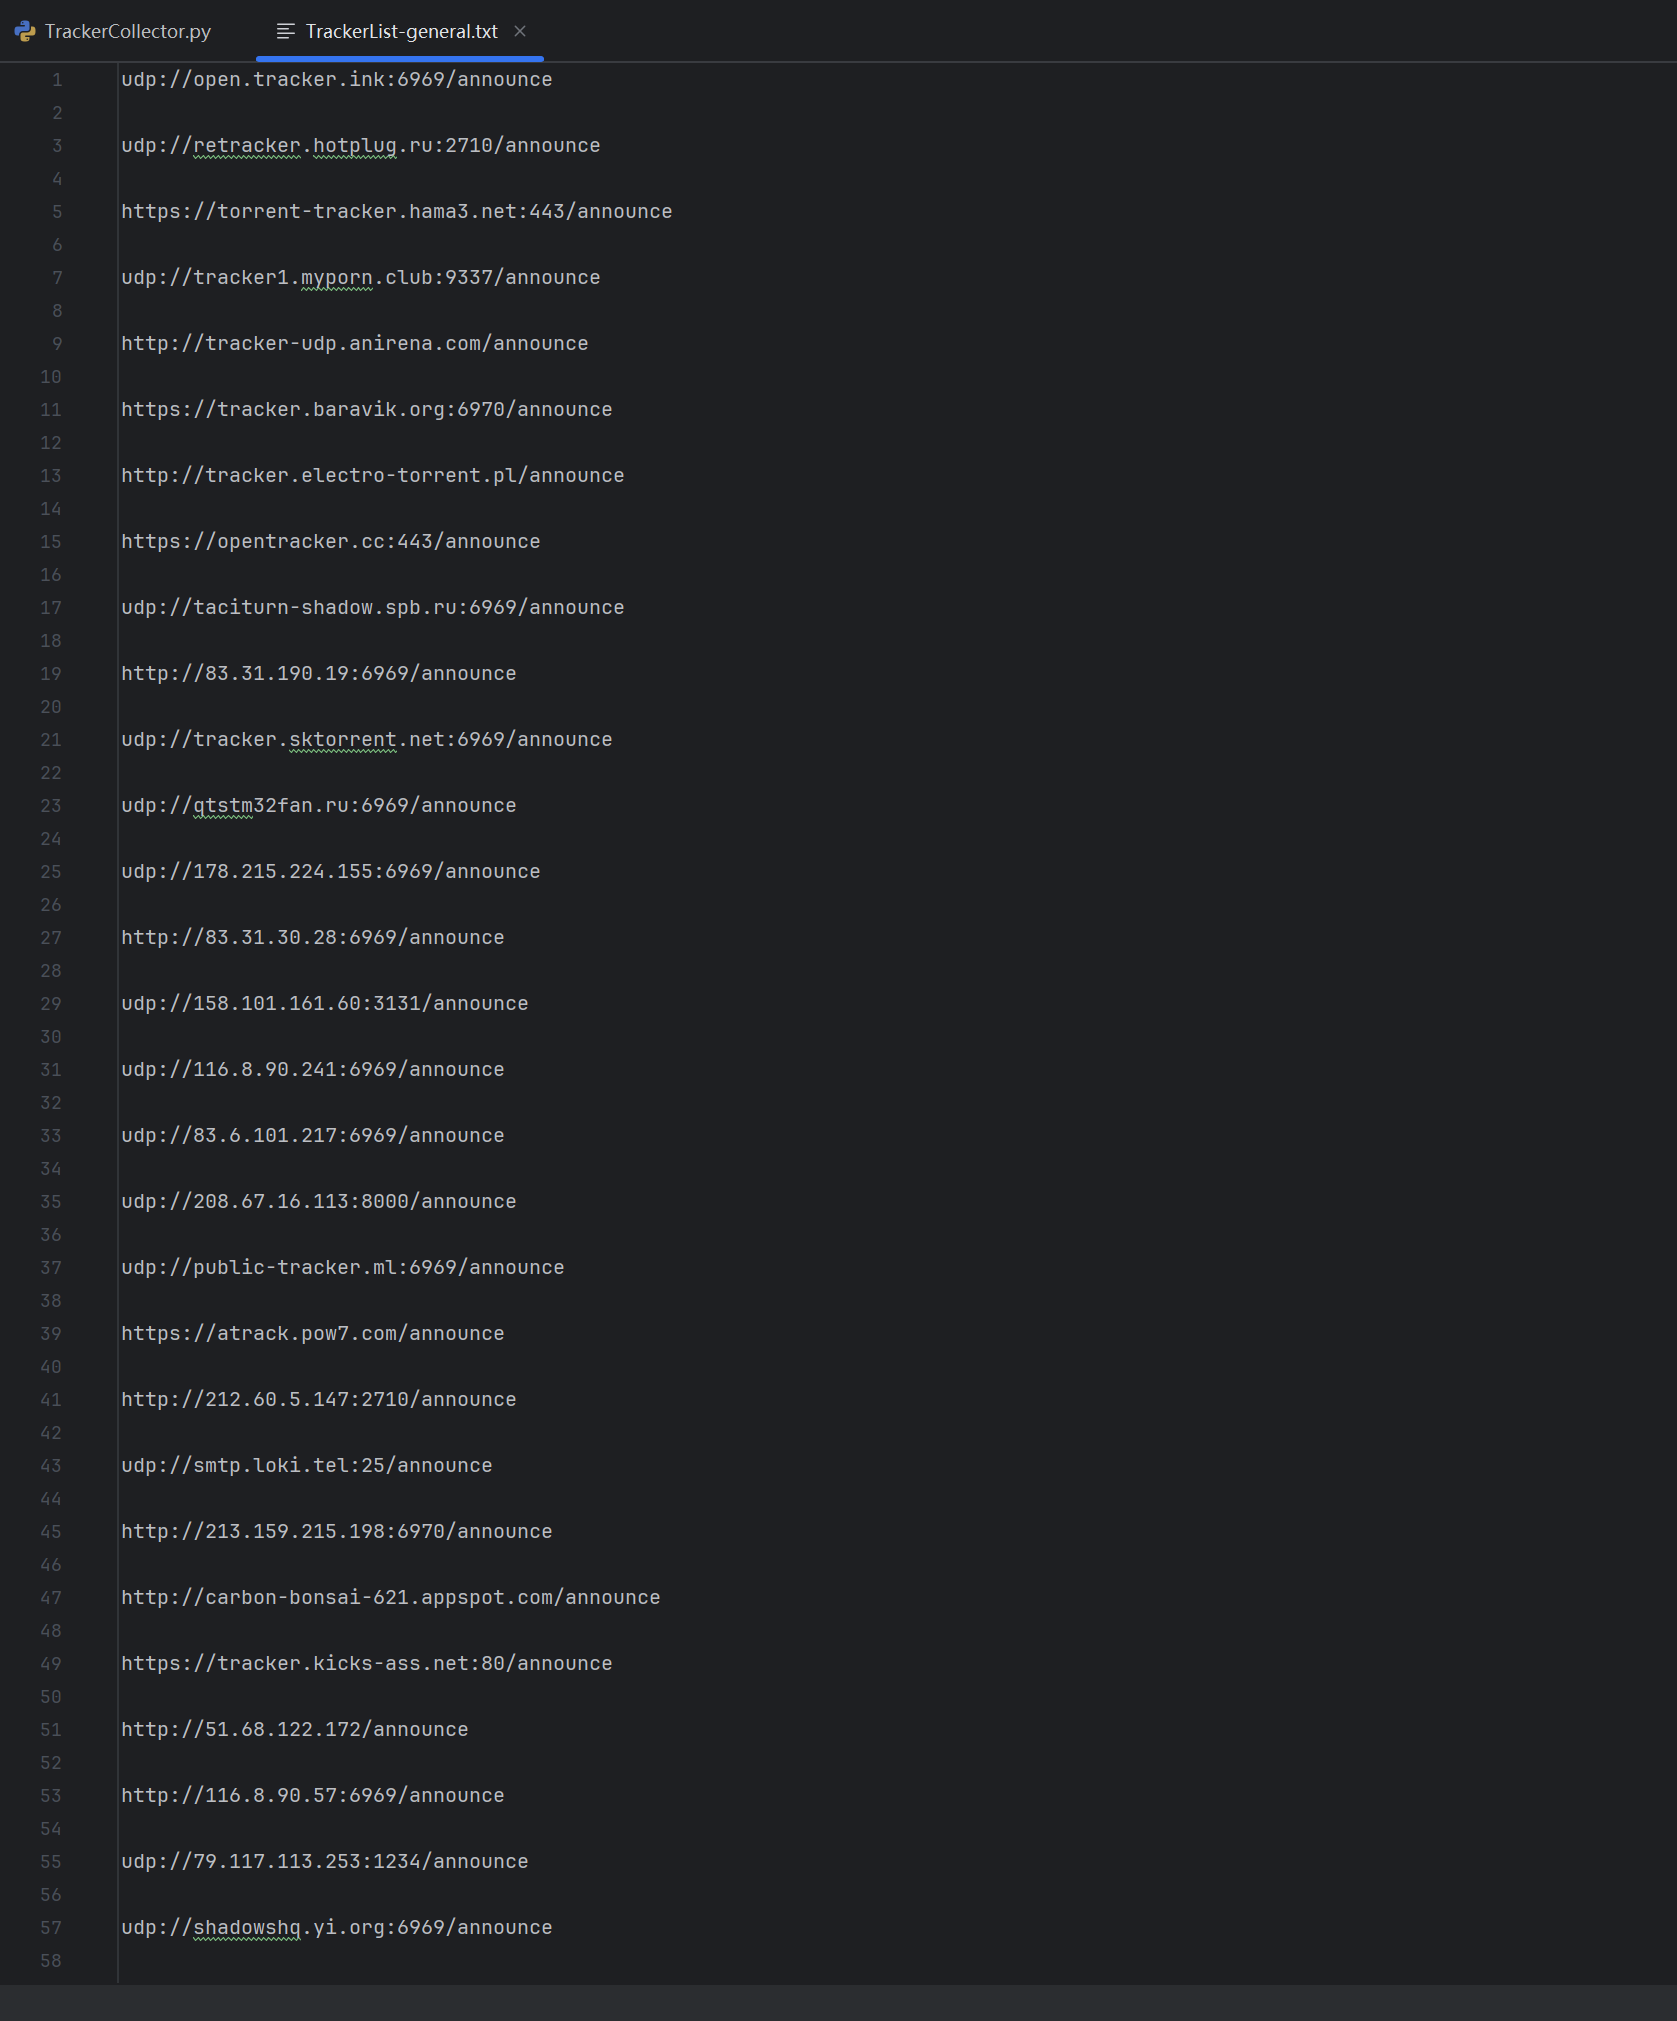 TrackerCollector.py
TrackerList-general.txt
1 udp://open.tracker.ink:6969/announce
2
3 udp://retracker.hotplug.ru:2710/announce
4
5 https://torrent-tracker.hama3.net:443/announce
6
7 udp://tracker1.myporn.club:9337/announce
8
9 http://tracker-udp.anirena.com/announce
10
11 https://tracker.baravik.org:6970/announce
12
13 http://tracker.electro-torrent.pl/announce
14
15 https://opentracker.cc:443/announce
16
17 udp://taciturn-shadow.spb.ru:6969/announce
18
19 http://83.31.190.19:6969/announce
20
21 udp://tracker.sktorrent.net:6969/announce
22
23 udp://qtstm32fan.ru:6969/announce
24
25 udp://178.215.224.155:6969/announce
26
27 http://83.31.30.28:6969/announce
28
29 udp://158.101.161.60:3131/announce
30
31 udp://116.8.90.241:6969/announce
32
33 udp://83.6.101.217:6969/announce
34
35 udp://208.67.16.113:8000/announce
36
37 udp://public-tracker.ml:6969/announce
38
39 https://atrack.pow7.com/announce
40
41 http://212.60.5.147:2710/announce
42
43 udp://smtp.loki.tel:25/announce
44
45 http://213.159.215.198:6970/announce
46
47 http://carbon-bonsai-621.appspot.com/announce
48
49 https://tracker.kicks-ass.net:80/announce
50
51 http://51.68.122.172/announce
52
53 http://116.8.90.57:6969/announce
54
55 udp://79.117.113.253:1234/announce
56
57 udp://shadowshq.yi.org:6969/announce
58